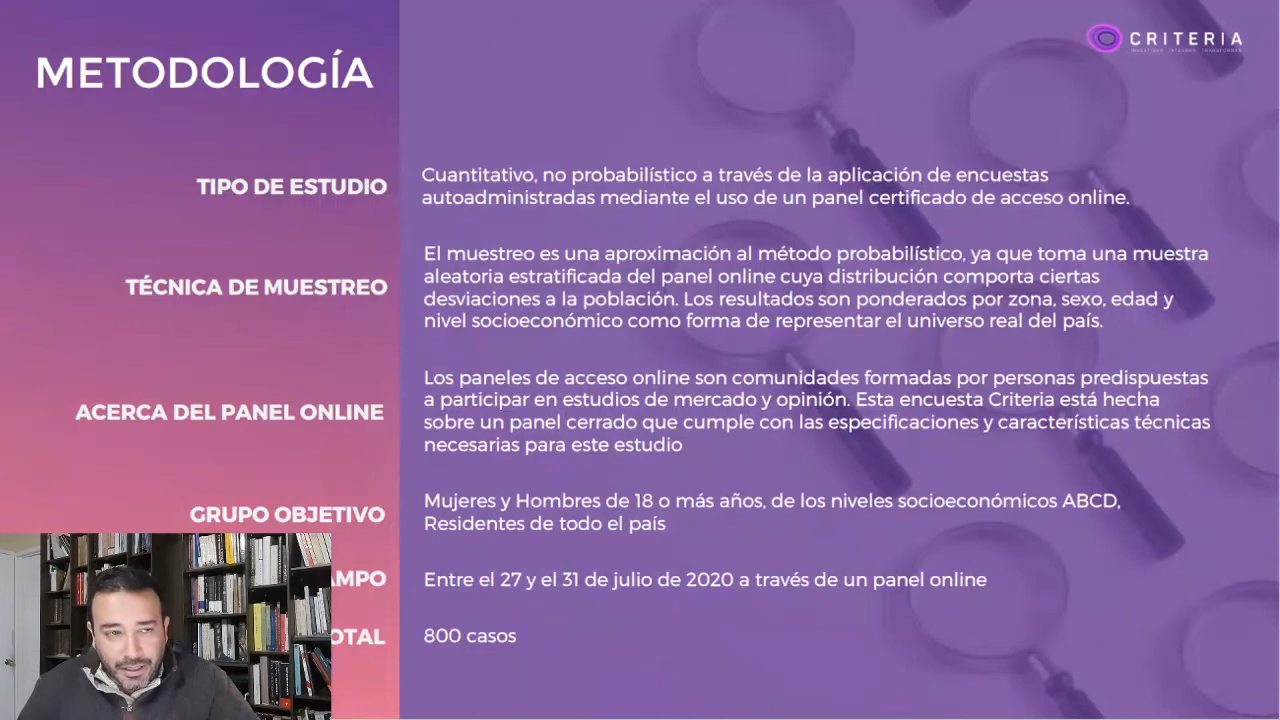 CRITERIA
METODOLOGÍA
TIPO DE ESTUDIO
Cuantitativo, no probabilístico a través de la aplicación de encuestas
autoadministradas mediante el uso de un panel certificado de acceso online.
TÉCNICA DE MUESTREO
El muestreo es una aproximación al método probabilístico, ya que toma una muestra
aleatoria estratificada del panel online cuya distribución comporta ciertas
desviaciones a la población. Los resultados son ponderados por zona, sexo, edad y
nivel socioeconómico como forma de representar el universo real del país.
ACERCA DEL PANEL ONLINE
Los paneles de acceso online son comunidades formadas por personas predispuestas
a participar en estudios de mercado y opinión. Esta encuesta Criteria está hecha
sobre un panel cerrado que cumple con las especificaciones y características técnicas
necesarias para este estudio
GRUPO OBJETIVO
Mujeres y Hombres de 18 o más años, de los niveles socioeconómicos ABCD,
Residentes de todo el país
AMPO
Entre el 27 y el 31 de julio de 2020 a través de un panel online
OTAL
800 casos